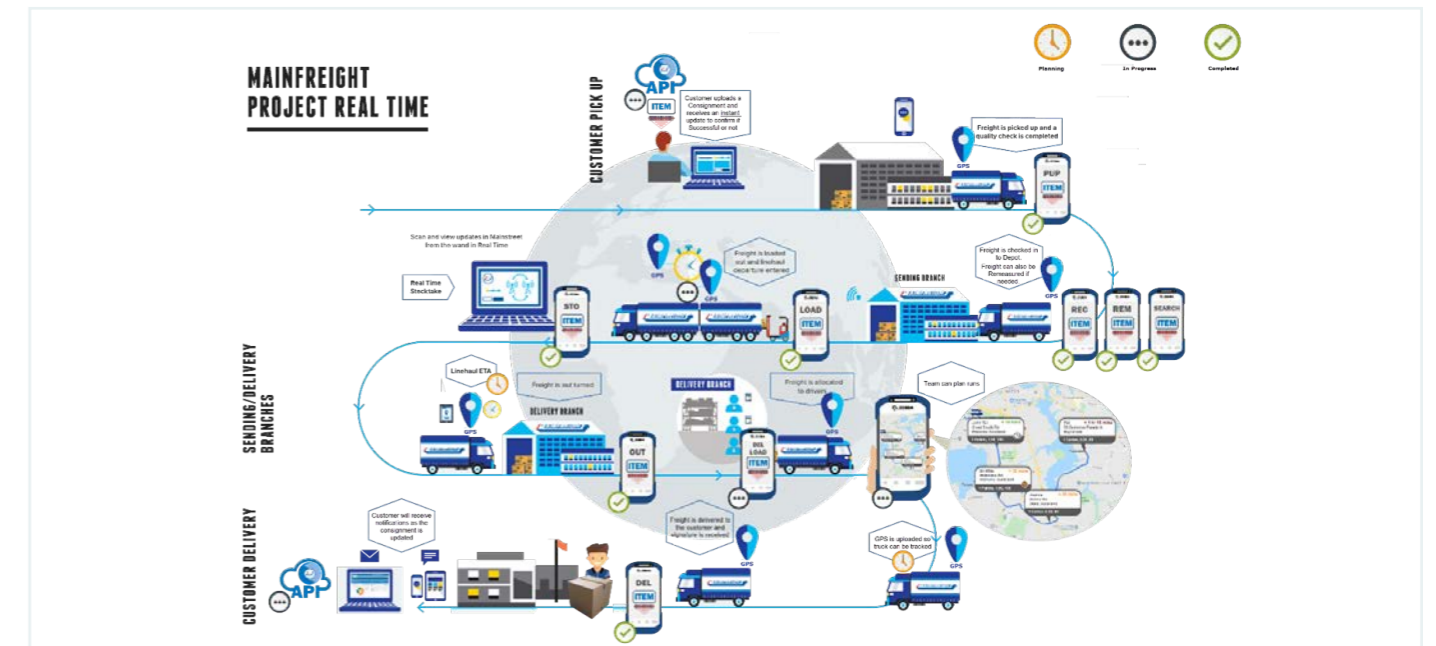 MAINFREIGHT
PROJECT REAL TIME
Planning
In Progress
Completed
CUSTOMER PICK UP
API
ITEM
Customer uploads a
Consignment and
receives an instant
update to confirm if
Successful or not
GPS
Freight is picked up and a
quality check is completed
PUP
ITEM
Scan and view updates in Mainstreet
from the wand in Real Time
Real Time
Stocktake
STO
ITEM
GPS
GPS
Freight is loaded
out and linehaul
departure entered
LOAD
ITEM
SENDING BRANCH
Freight is checked in
to Depot.
Freight can also be
Remeasured if
needed
GPS
REC
ITEM
REM
ITEM
SEARCH
ITEM
SENDING/DELIVERY
BRANCHES
Linehaul ETA
GPS
Freight is out turned
DELIVERY BRANCH
OUT
ITEM
DELIVERY BRANCH
DEL
LOAD
ITEM
Freight is allocated
to drivers
GPS
Team can plan runs
CUSTOMER DELIVERY
API
Customer will receive
notifications as the
consignment is
updated
DEL
ITEM
Freight is delivered to
the customer and
signature is received
GPS
GPS is uploaded so
truck can be tracked
GPS